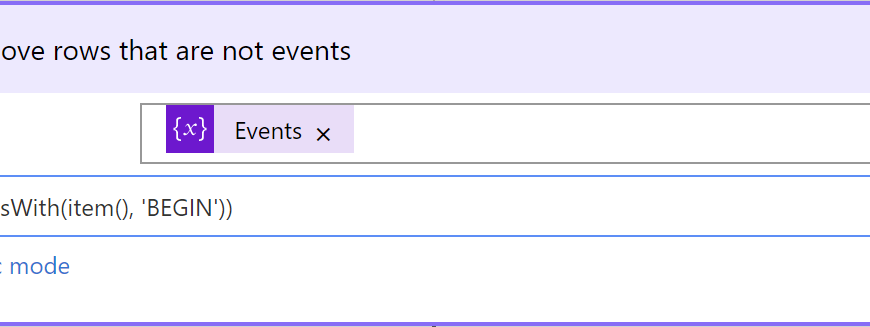 ove rows that are not events
{x} Events ×
sWith(item(), 'BEGIN'))
c mode